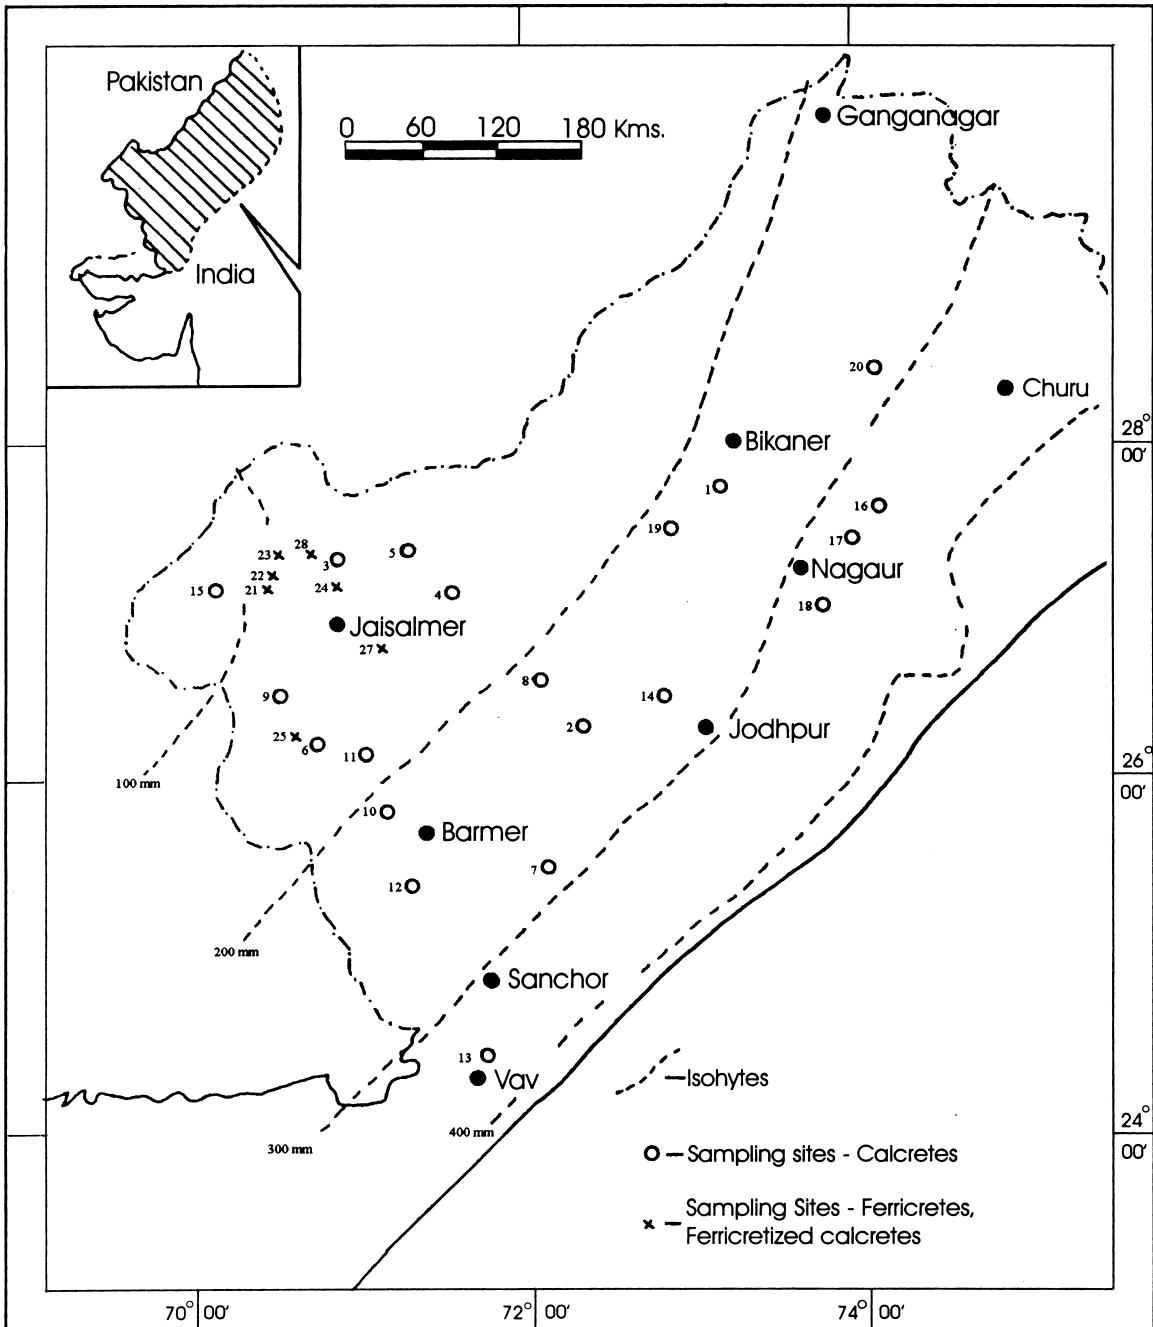 Pakistan
India
0 60 120 180 Kms.
Ganganagar
20
Churu
Bikaner
28°
00'
1
16
19
17
5
28
23
3
Nagaur
22
21
24
4
15
18
Jaisalmer
27
8
9
14
2
Jodhpur
25
6
11
26°
00'
100 mm
10
Barmer
7
12
200 mm
Sanchor
13
Vav
Isohytes
400 mm
24°
00'
300 mm
Sampling sites - Calcretes
Sampling Sites - Ferricretes,
Ferricretized calcretes
70° 00' 72° 00' 74° 00'